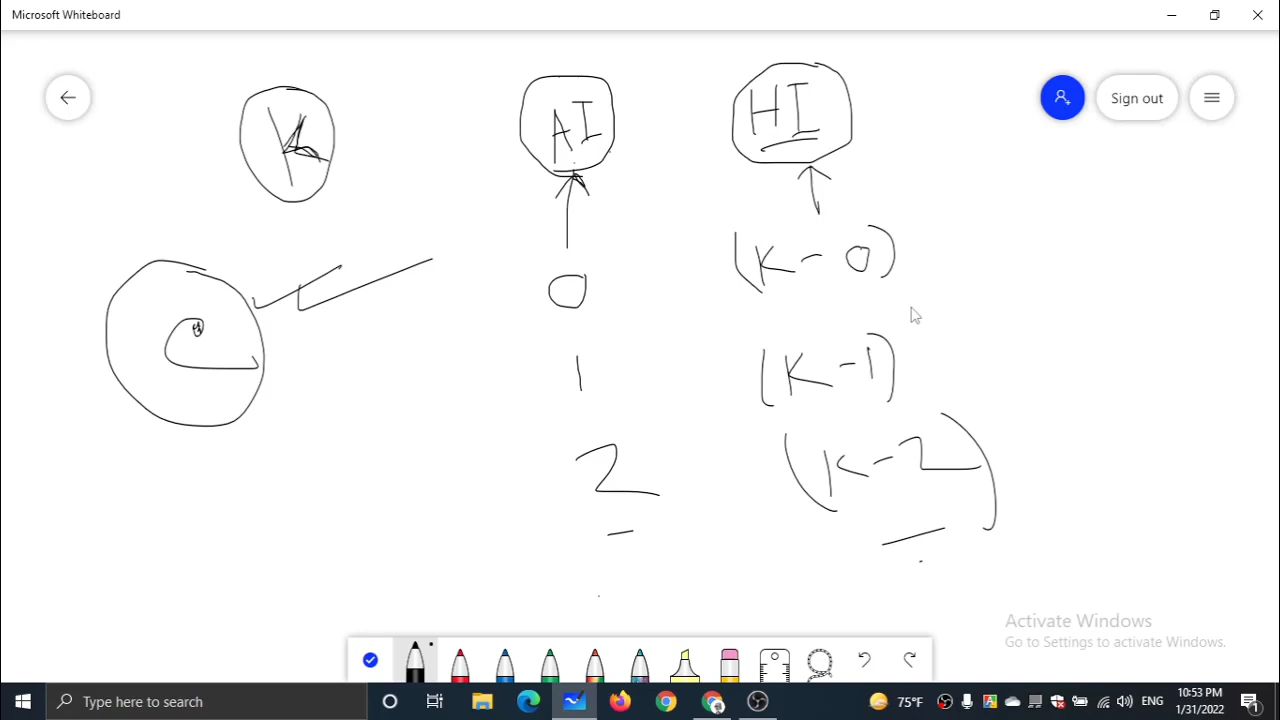 Microsoft Whiteboard
K
AI
HI
Sign out
(K-0)
0
(K-1)
1
(K-2)
2
Activate Windows
Go to Settings to activate Windows.
Type here to search
75°F
ENG
10:53 PM
1/31/2022
1